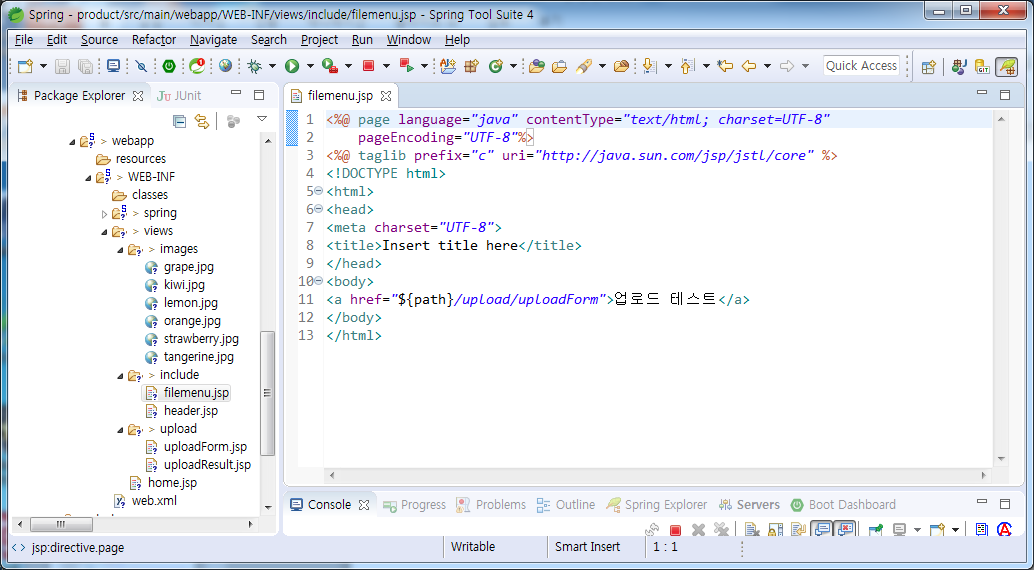 Spring - product/src/main/webapp/WEB-INF/views/include/filemenu.jsp - Spring Tool Suite 4
File Edit Source Refactor Navigate Search Project Run Window Help
Quick Access
Package Explorer JUnit
filemenu.jsp
> webapp
resources
> WEB-INF
classes
> spring
> views
> images
grape.jpg
kiwi.jpg
lemon.jpg
orange.jpg
strawberry.jpg
tangerine.jpg
> include
filemenu.jsp
header.jsp
> upload
uploadForm.jsp
uploadResult.jsp
home.jsp
web.xml
1 <%@ page language="java" contentType="text/html; charset=UTF-8"
2 pageEncoding="UTF-8"%>
3 <%@ taglib prefix="c" uri="http://java.sun.com/jsp/jstl/core" %>
4 <!DOCTYPE html>
5 <html>
6 <head>
7 <meta charset="UTF-8">
8 <title>Insert title here</title>
9 </head>
10 <body>
11 <a href="${path}/upload/uploadForm">업로드 테스트</a>
12 </body>
13 </html>
Console Progress Problems Outline Spring Explorer Servers Boot Dashboard
<> jsp:directive.page Writable Smart Insert 1 : 1